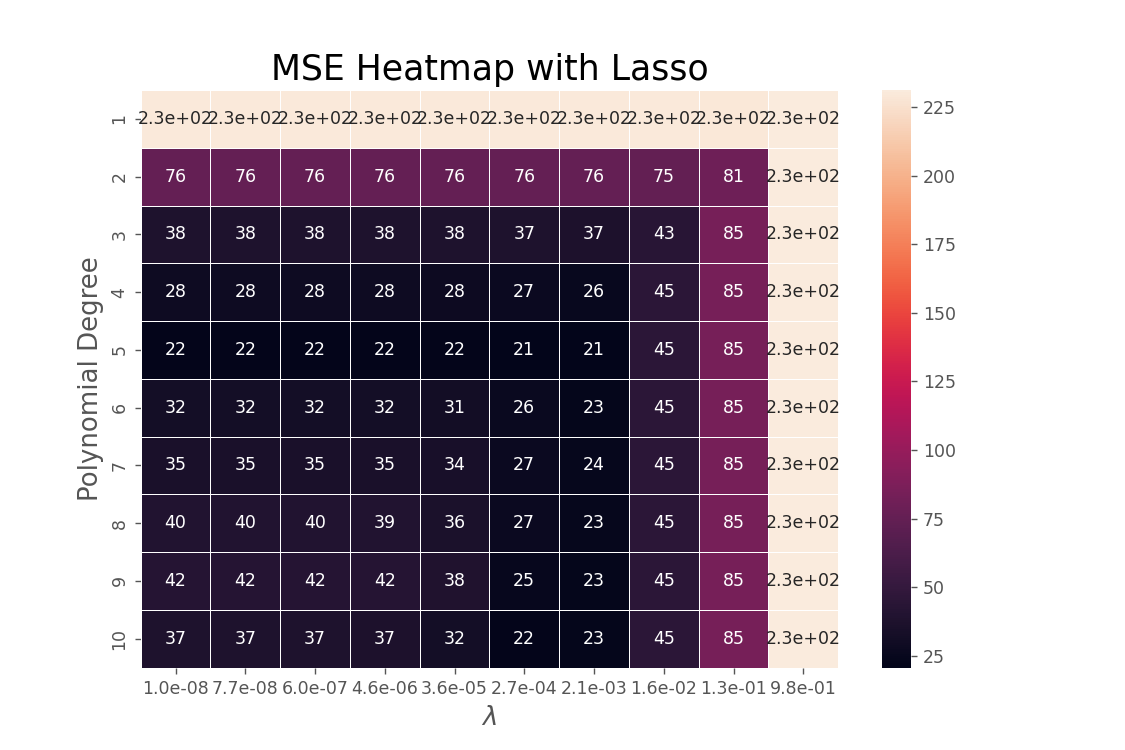 MSE Heatmap with Lasso
1 2.3e+02 2.3e+02 2.3e+02 2.3e+02 2.3e+02 2.3e+02 2.3e+02 2.3e+02 2.3e+02 2.3e+02
2 76 76 76 76 76 76 76 75 81 2.3e+02
3 38 38 38 38 38 37 37 43 85 2.3e+02
4 28 28 28 28 28 27 26 45 85 2.3e+02
5 22 22 22 22 22 21 21 45 85 2.3e+02
6 32 32 32 32 31 26 23 45 85 2.3e+02
7 35 35 35 35 34 27 24 45 85 2.3e+02
8 40 40 40 39 36 27 23 45 85 2.3e+02
9 42 42 42 42 38 25 23 45 85 2.3e+02
10 37 37 37 37 32 22 23 45 85 2.3e+02
1.0e-08 7.7e-08 6.0e-07 4.6e-06 3.6e-05 2.7e-04 2.1e-03 1.6e-02 1.3e-01 9.8e-01
λ
Polynomial Degree
225
200
175
150
125
100
75
50
25